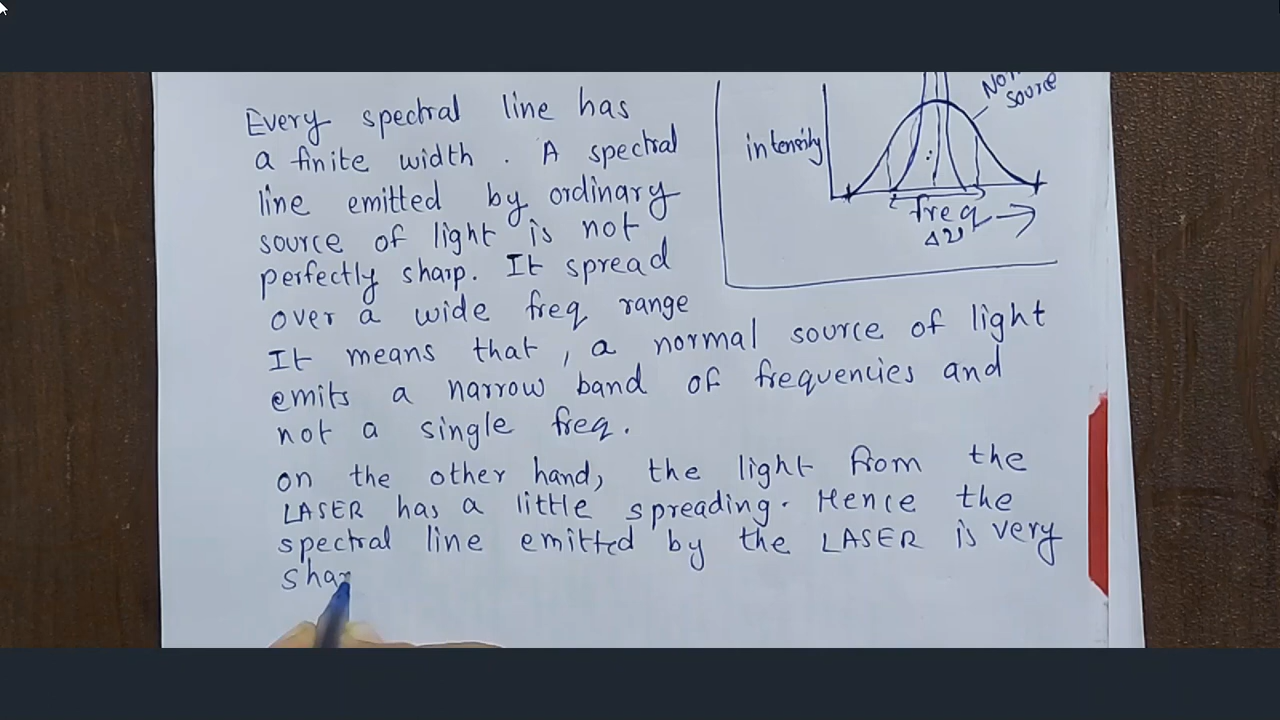 Every spectral line has
a finite width. A spectral
line emitted by ordinary
source of light is not
perfectly sharp. It spread
over a wide freq range
It means that, a normal source of light
emits a narrow band of frequencies and
not a single freq.
on the other hand, the light from the
LASER has a little spreading. Hence the
spectral line emitted by the LASER is very
shar
source
intensity
freq →
Δν